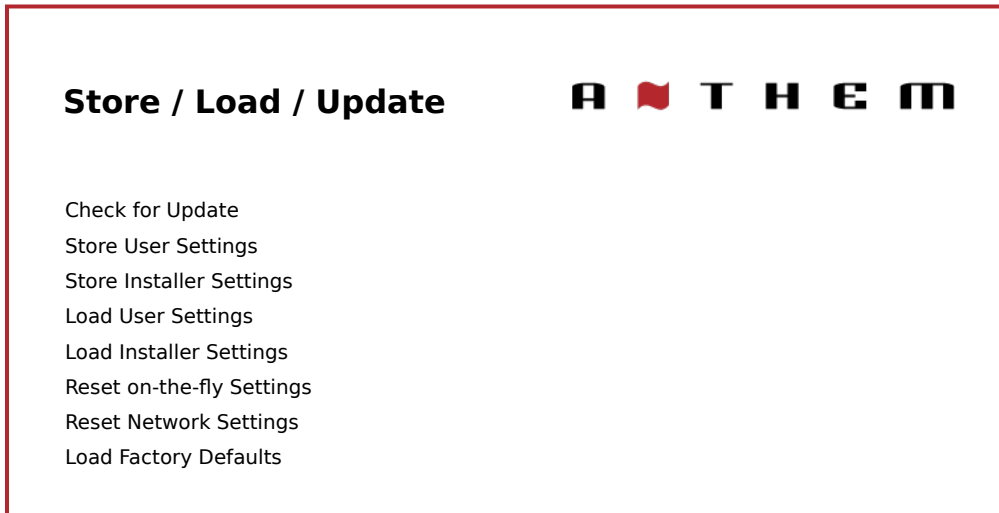 Store / Load / Update
ANTHEM
Check for Update
Store User Settings
Store Installer Settings
Load User Settings
Load Installer Settings
Reset on-the-fly Settings
Reset Network Settings
Load Factory Defaults